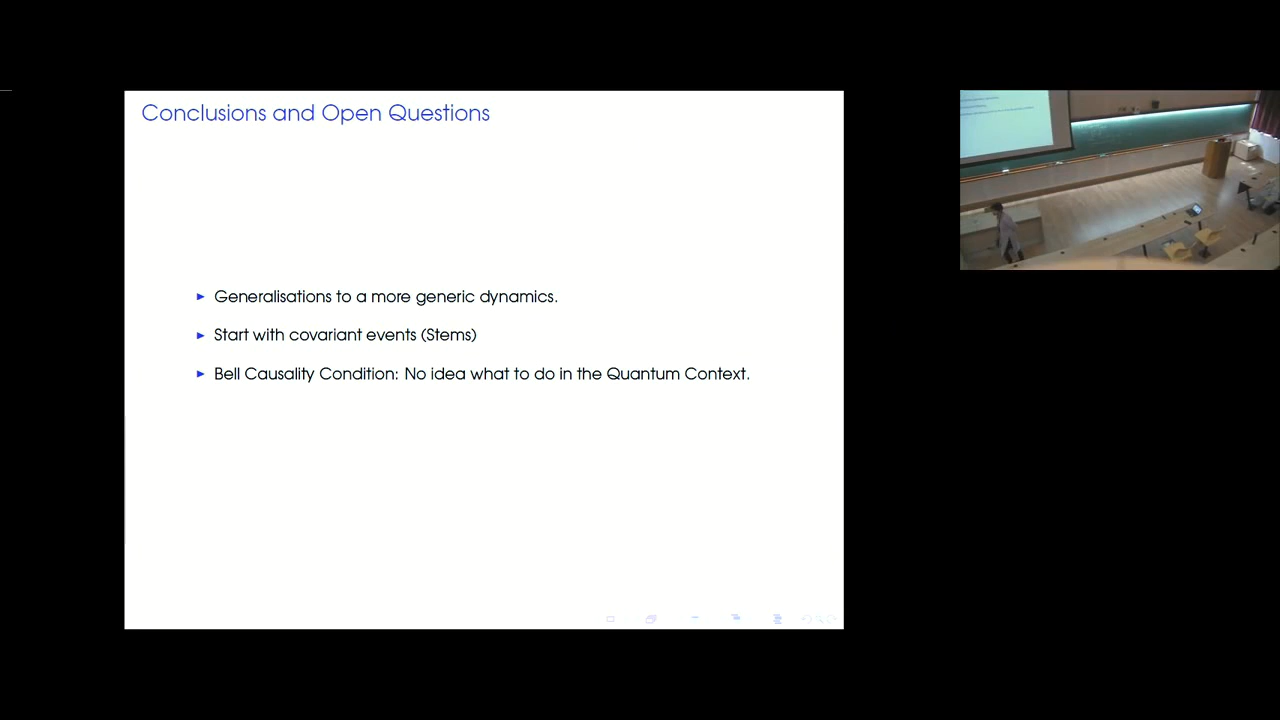 Conclusions and Open Questions
Generalisations to a more generic dynamics.
Start with covariant events (Stems)
Bell Causality Condition: No idea what to do in the Quantum Context.